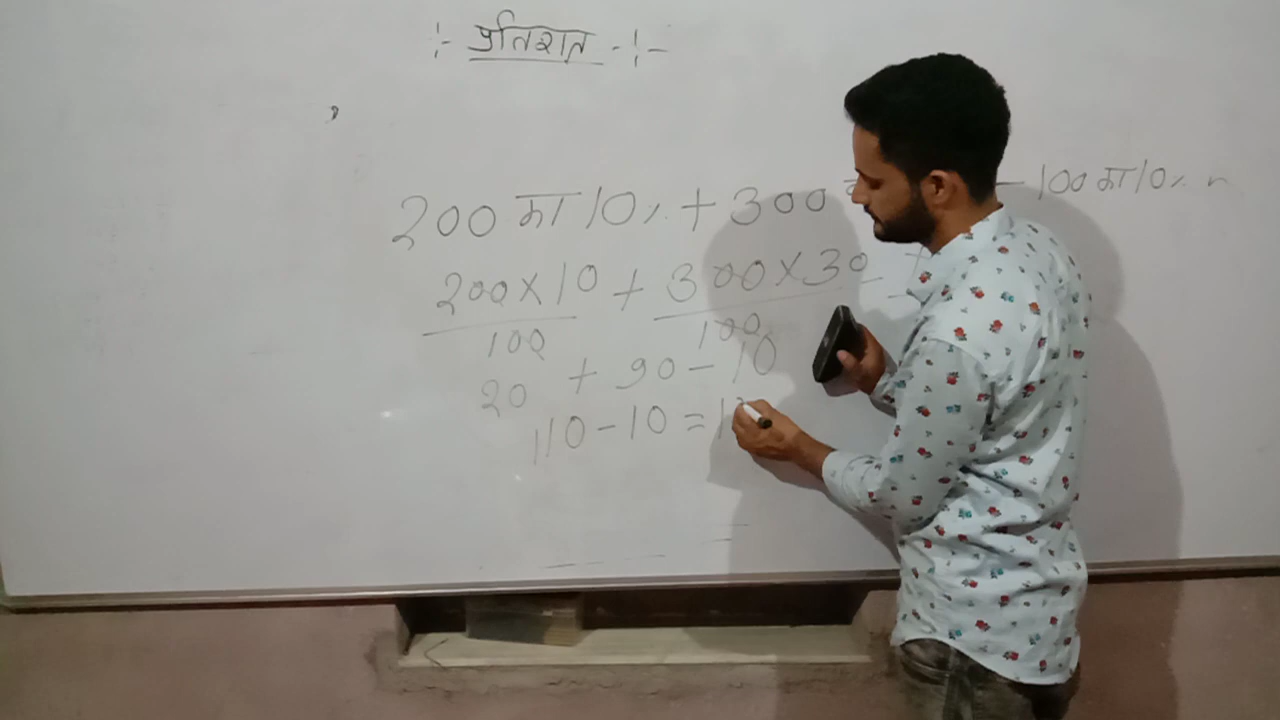 -:- प्रतिशत -:-
200 का 10% + 300 - 100 का 10%
200×10 + 300×30
100 100
20 + 90 - 10
110 - 10 = 1